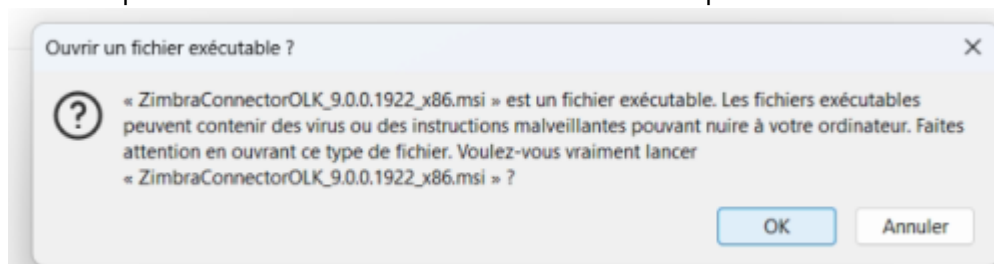 Ouvrir un fichier exécutable ?
« ZimbraConnectorOLK_9.0.0.1922_x86.msi » est un fichier exécutable. Les fichiers exécutables
peuvent contenir des virus ou des instructions malveillantes pouvant nuire à votre ordinateur. Faites
attention en ouvrant ce type de fichier. Voulez-vous vraiment lancer
« ZimbraConnectorOLK_9.0.0.1922_x86.msi » ?
OK Annuler